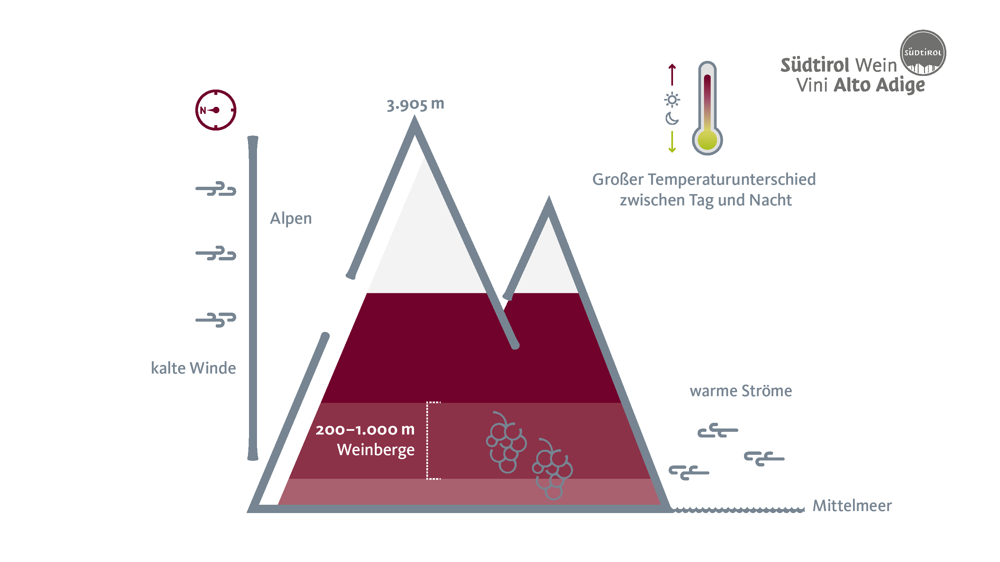 SÜDTIROL
Südtirol Wein
Vini Alto Adige
N
3.905 m
Großer Temperaturunterschied
zwischen Tag und Nacht
Alpen
kalte Winde
warme Ströme
200–1.000 m
Weinberge
Mittelmeer